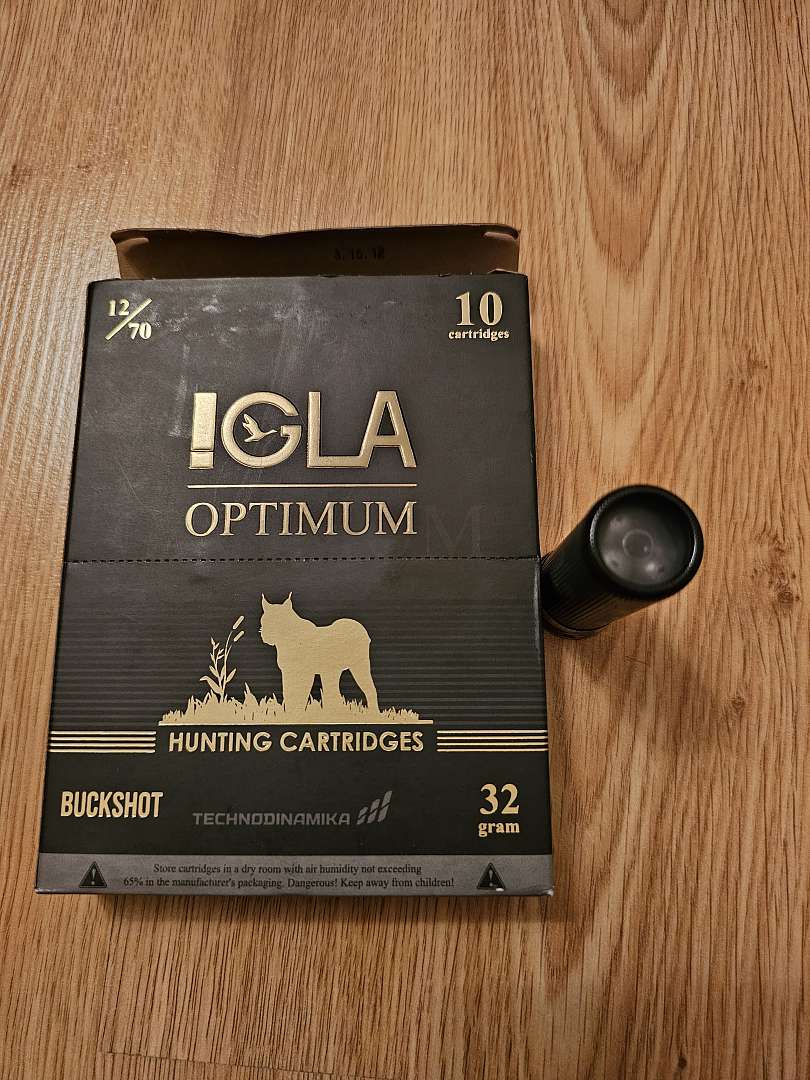 12/70
10
cartridges
IGLA
OPTIMUM
HUNTING CARTRIDGES
BUCKSHOT
TECHNODINAMIKA
32
gram
Store cartridges in a dry room with air humidity not exceeding
65% in the manufacturer's packaging. Dangerous! Keep away from children!